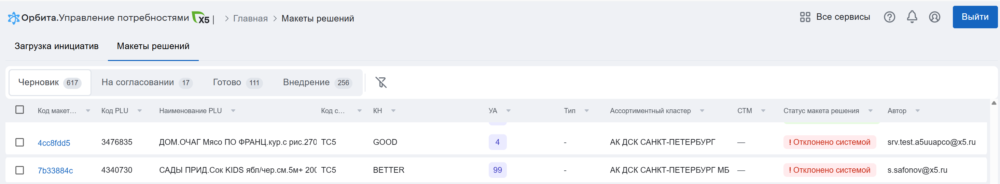 Орбита.Управление потребностями X5 | > Главная > Макеты решений Все сервисы Выйти
Загрузка инициатив Макеты решений
Черновик 617 На согласовании 17 Готово 111 Внедрение 256
Код макет... Код PLU Наименование PLU Код с... КН УА Тип Ассортиментный кластер СТМ Статус макета решения Автор
4cc8fdd5 3476835 ДОМ.ОЧАГ Мясо ПО ФРАНЦ.кур.с рис.270 ТС5 GOOD 4 - АК ДСК САНКТ-ПЕТЕРБУРГ — ! Отклонено системой srv.test.a5uuapco@x5.ru
7b33884c 4340730 САДЫ ПРИД.Сок KIDS ябл/чер.см.5м+ 200 ТС5 BETTER 99 - АК ДСК САНКТ-ПЕТЕРБУРГ МБ — ! Отклонено системой s.safonov@x5.ru